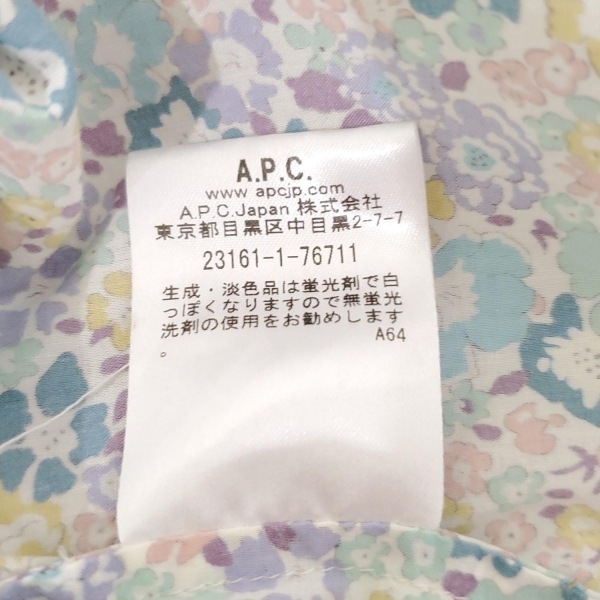 A.P.C.
www.apcjp.com
A.P.C.Japan 株式会社
東京都目黒区中目黒2-7-7
23161-1-76711
生成・淡色品は蛍光剤で白
っぽくなりますので無蛍光
洗剤の使用をお勧めします
。
A64